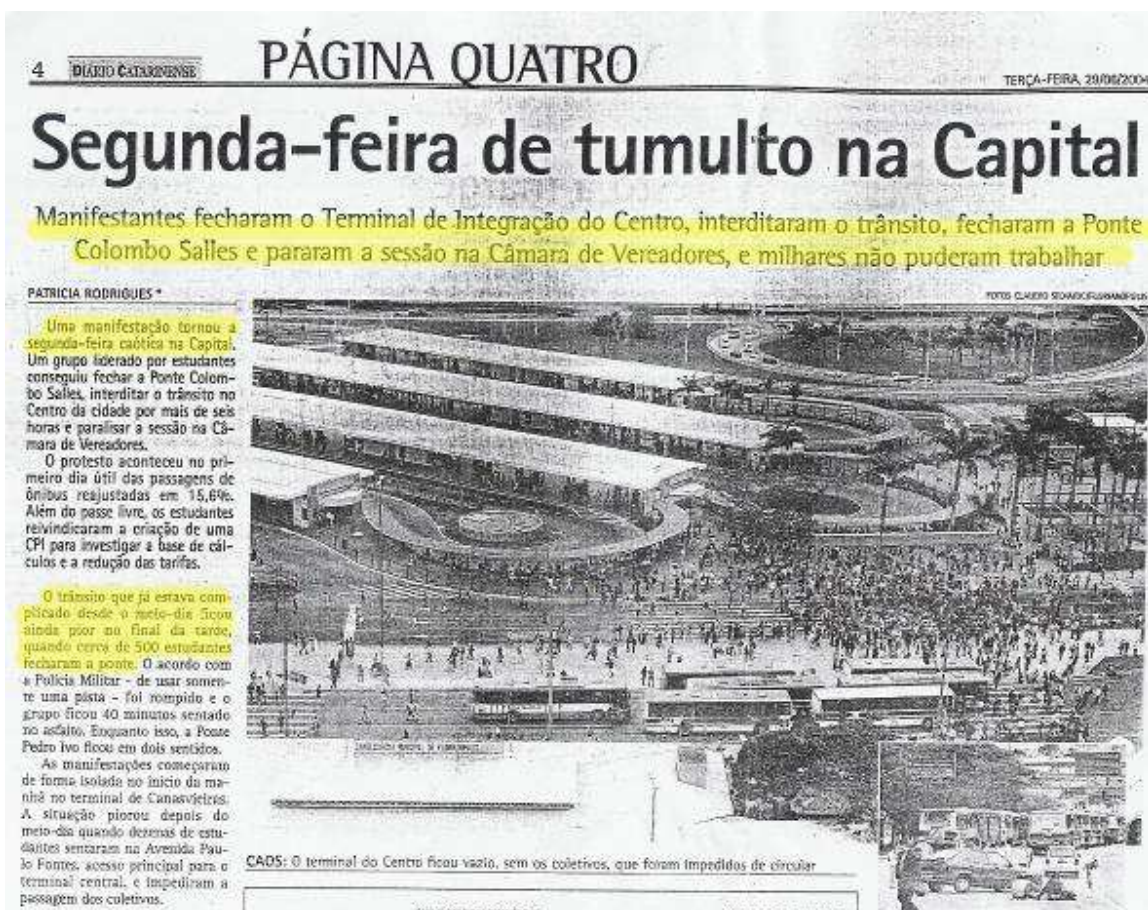 4 DIÁRIO CATARINENSE PÁGINA QUATRO TERÇA-FEIRA, 29/06/2004
Segunda-feira de tumulto na Capital
Manifestantes fecharam o Terminal de Integração do Centro, interditaram o trânsito, fecharam a Ponte
Colombo Salles e pararam a sessão na Câmara de Vereadores, e milhares não puderam trabalhar
PATRICIA RODRIGUES *
Uma manifestação tornou a
segunda-feira caótica na Capital.
Um grupo liderado por estudantes
conseguiu fechar a Ponte Colom-
bo Salles, interditar o trânsito no
Centro da cidade por mais de seis
horas e paralisar a sessão na Câ-
mara de Vereadores.
O protesto aconteceu no pri-
meiro dia útil das passagens de
ônibus reajustadas em 15,6%.
Além do passe livre, os estudantes
reivindicaram a criação de uma
CPI para investigar a base de cál-
culos e a redução das tarifas.
O trânsito que já estava com-
plicado desde o meio-dia ficou
ainda pior no final da tarde,
quando cerca de 500 estudantes
fecharam a ponte. O acordo com
a Polícia Militar - de usar somen-
te uma pista - foi rompido e o
grupo ficou 40 minutos sentado
no asfalto. Enquanto isso, a Ponte
Pedro Ivo ficou em dois sentidos.
As manifestações começaram
de forma isolada no início da ma-
nhã no terminal de Canasvieiras.
A situação piorou depois do
meio-dia quando dezenas de estu-
dantes sentaram na Avenida Pau-
lo Fontes, acesso principal para o
terminal central, e impediram a
passagem dos coletivos.
FOTOS
CAOS: O terminal do Centro ficou vazio, sem os coletivos, que foram impedidos de circular